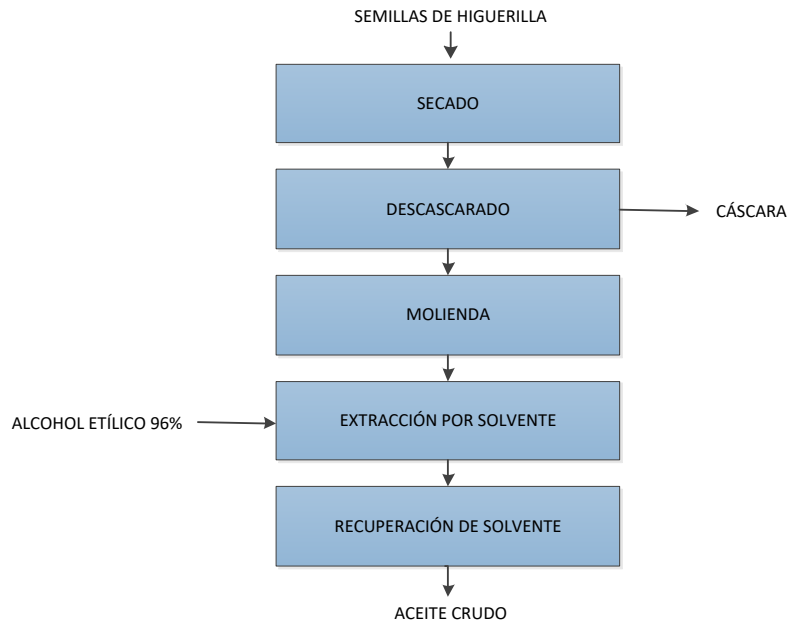 SEMILLAS DE HIGUERILLA
SECADO
DESCASCARADO
CÁSCARA
MOLIENDA
ALCOHOL ETÍLICO 96%
EXTRACCIÓN POR SOLVENTE
RECUPERACIÓN DE SOLVENTE
ACEITE CRUDO